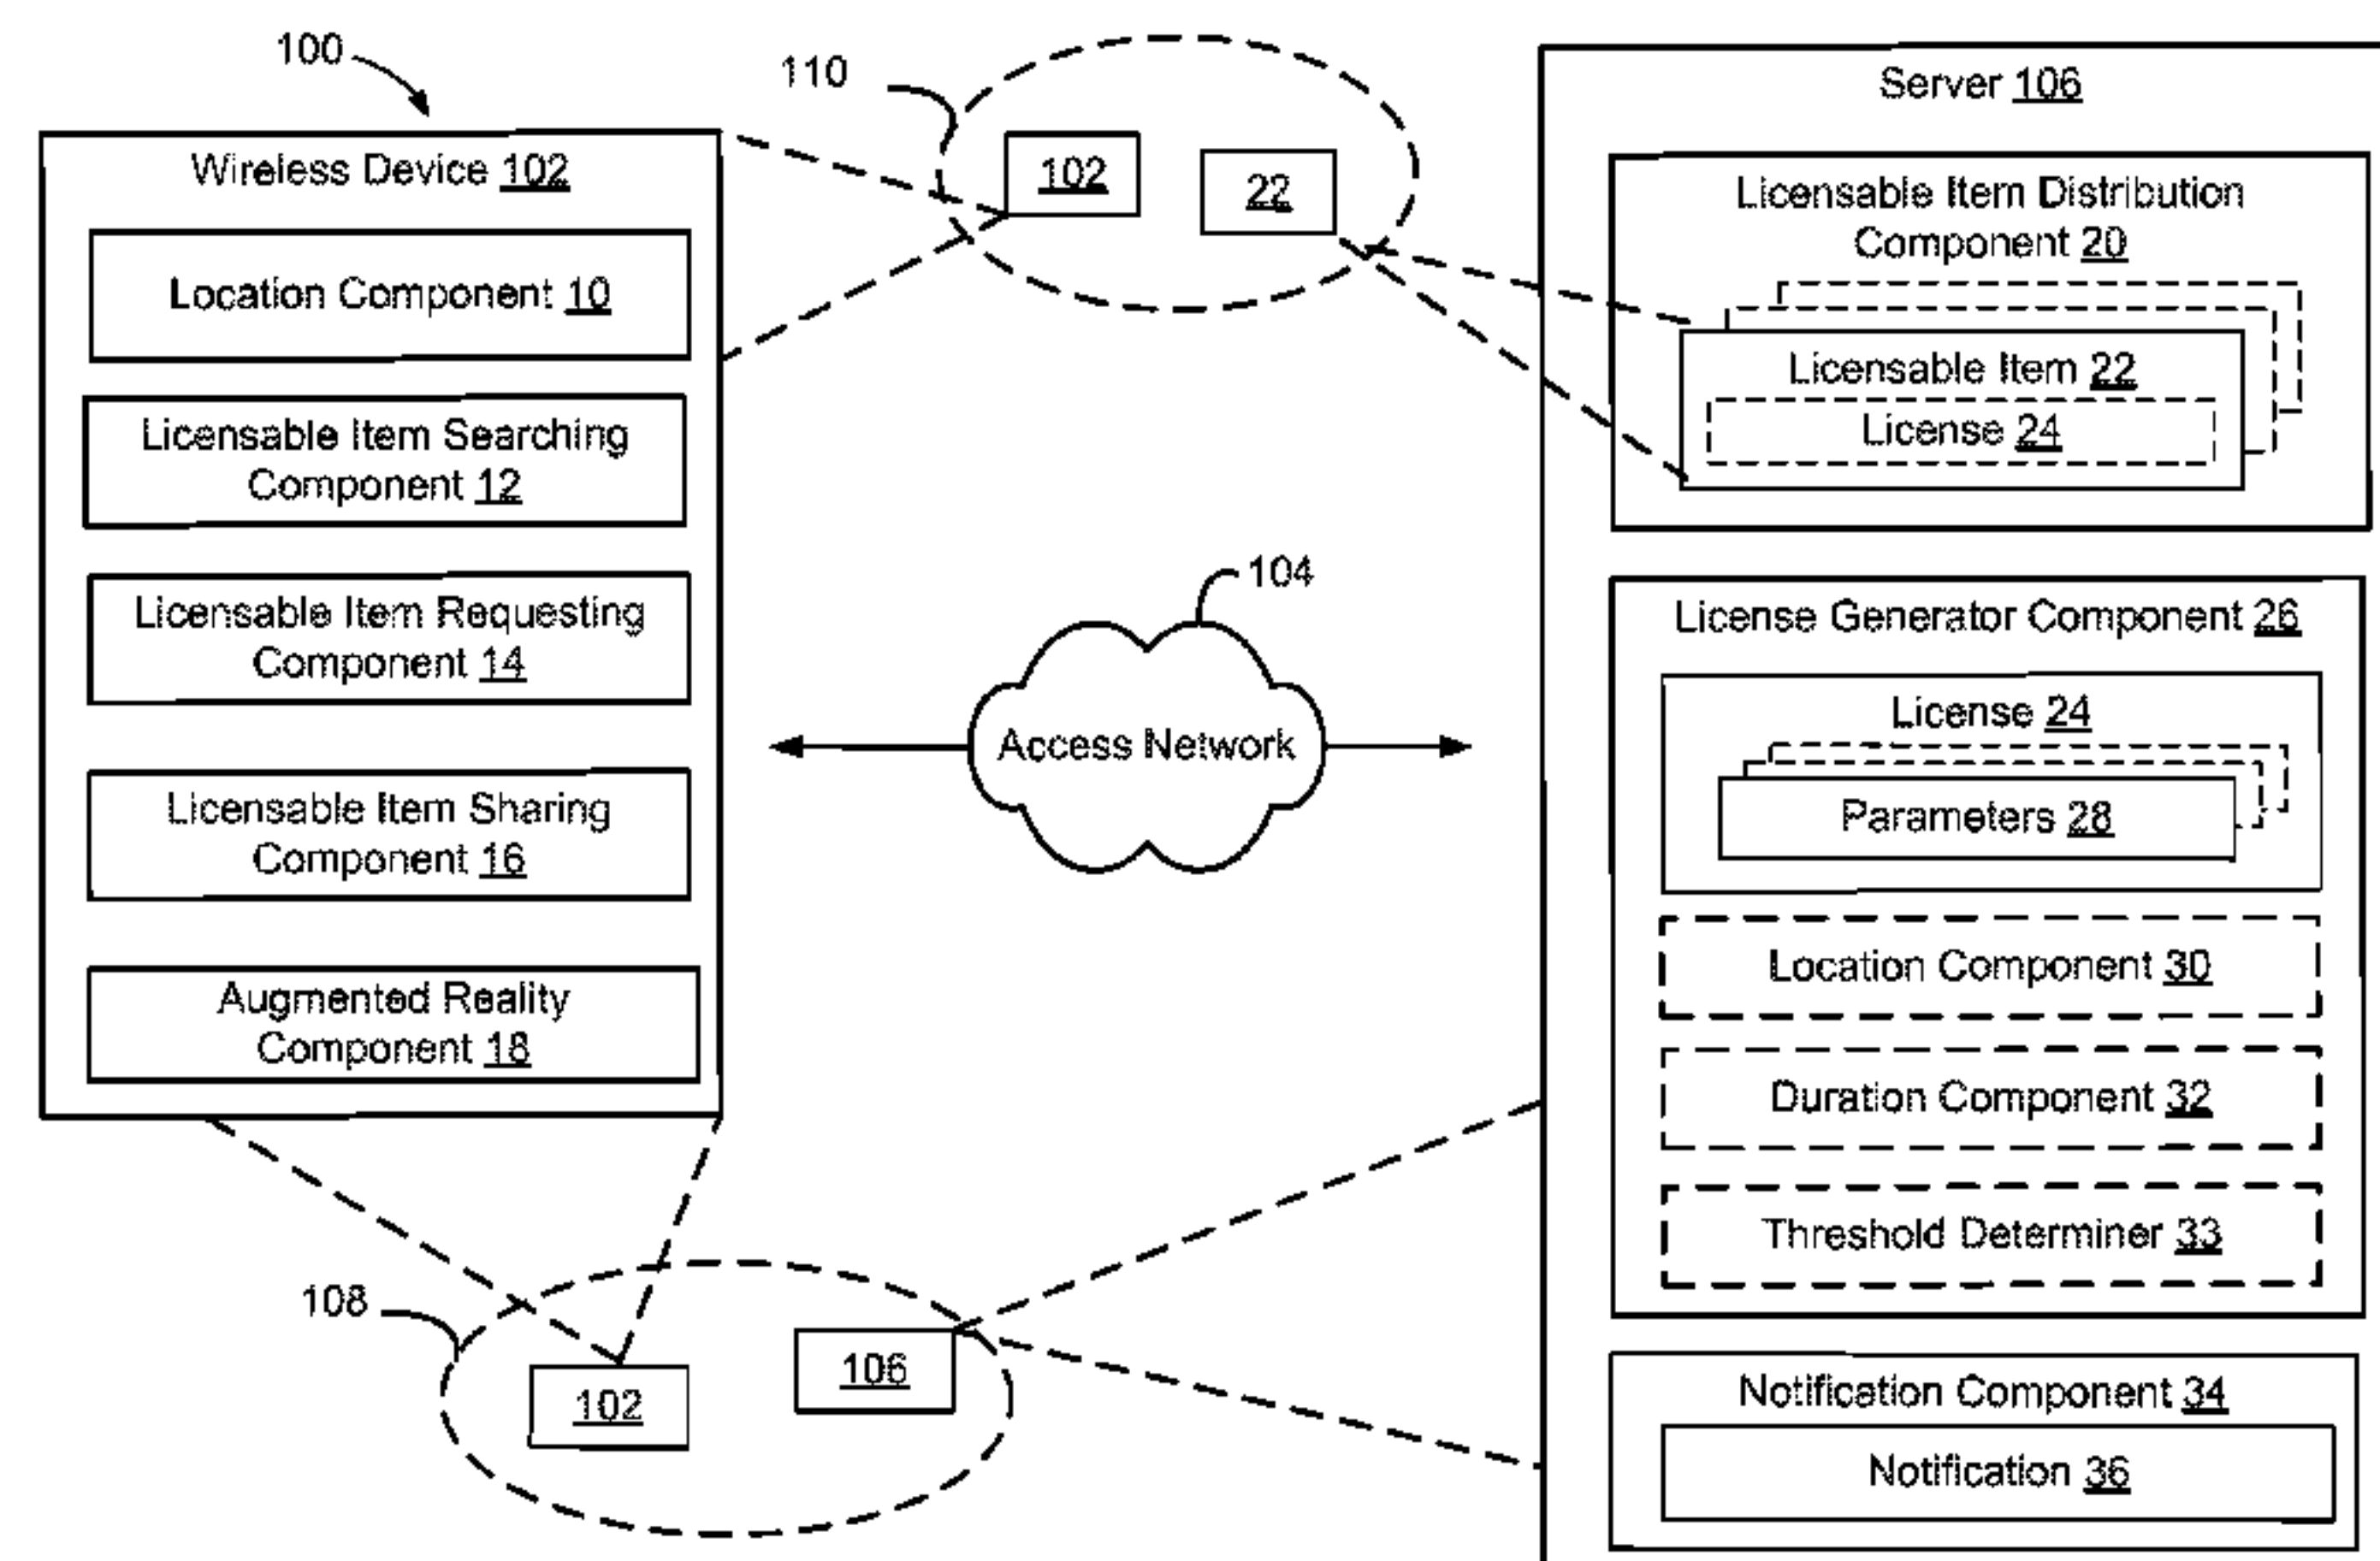 100
110
Server 106
Wireless Device 102
102
22
Licensable Item Distribution
Component 20
Location Component 10
Licensable Item 22
License 24
Licensable Item Searching
Component 12
104
Licensable Item Requesting
Component 14
License Generator Component 26
License 24
Access Network
Parameters 28
Licensable Item Sharing
Component 16
Location Component 30
Augmented Reality
Component 18
Duration Component 32
Threshold Determiner 33
108
106
102
Notification Component 34
Notification 36